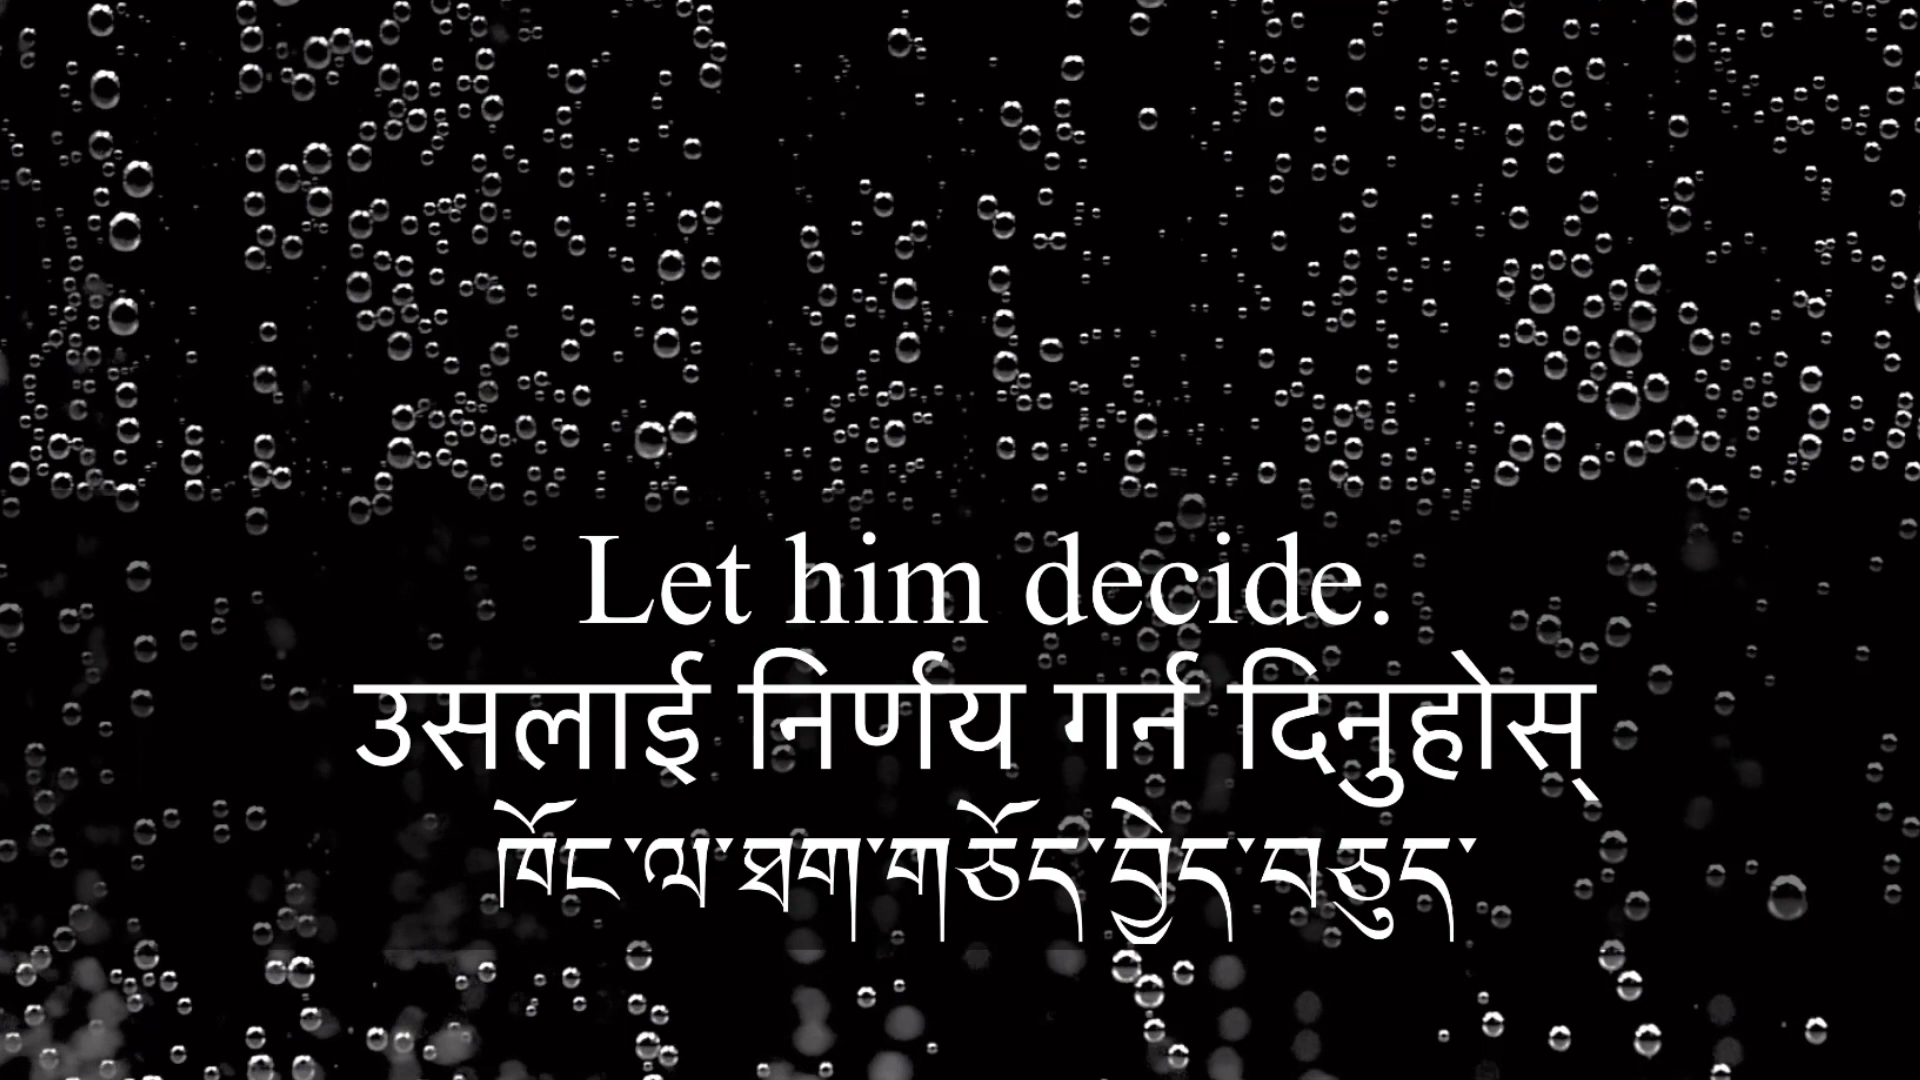 Let him decide.
उसलाई निर्णय गर्न दिनुहोस्
ཁོང་ལ་ཐག་གཅོད་བྱེད་བཅུད་